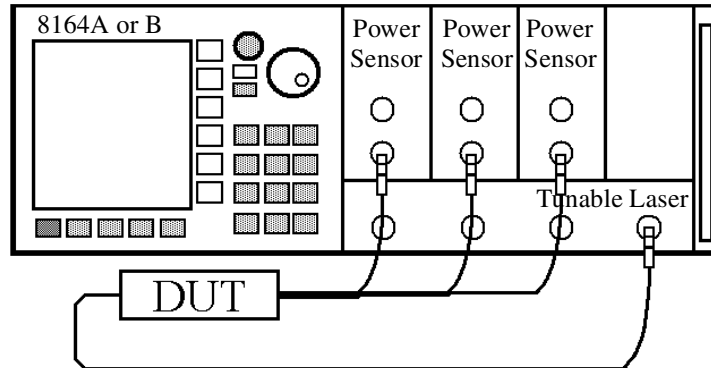 8164A or B
Power Sensor
Power Sensor
Power Sensor
Tunable Laser
DUT